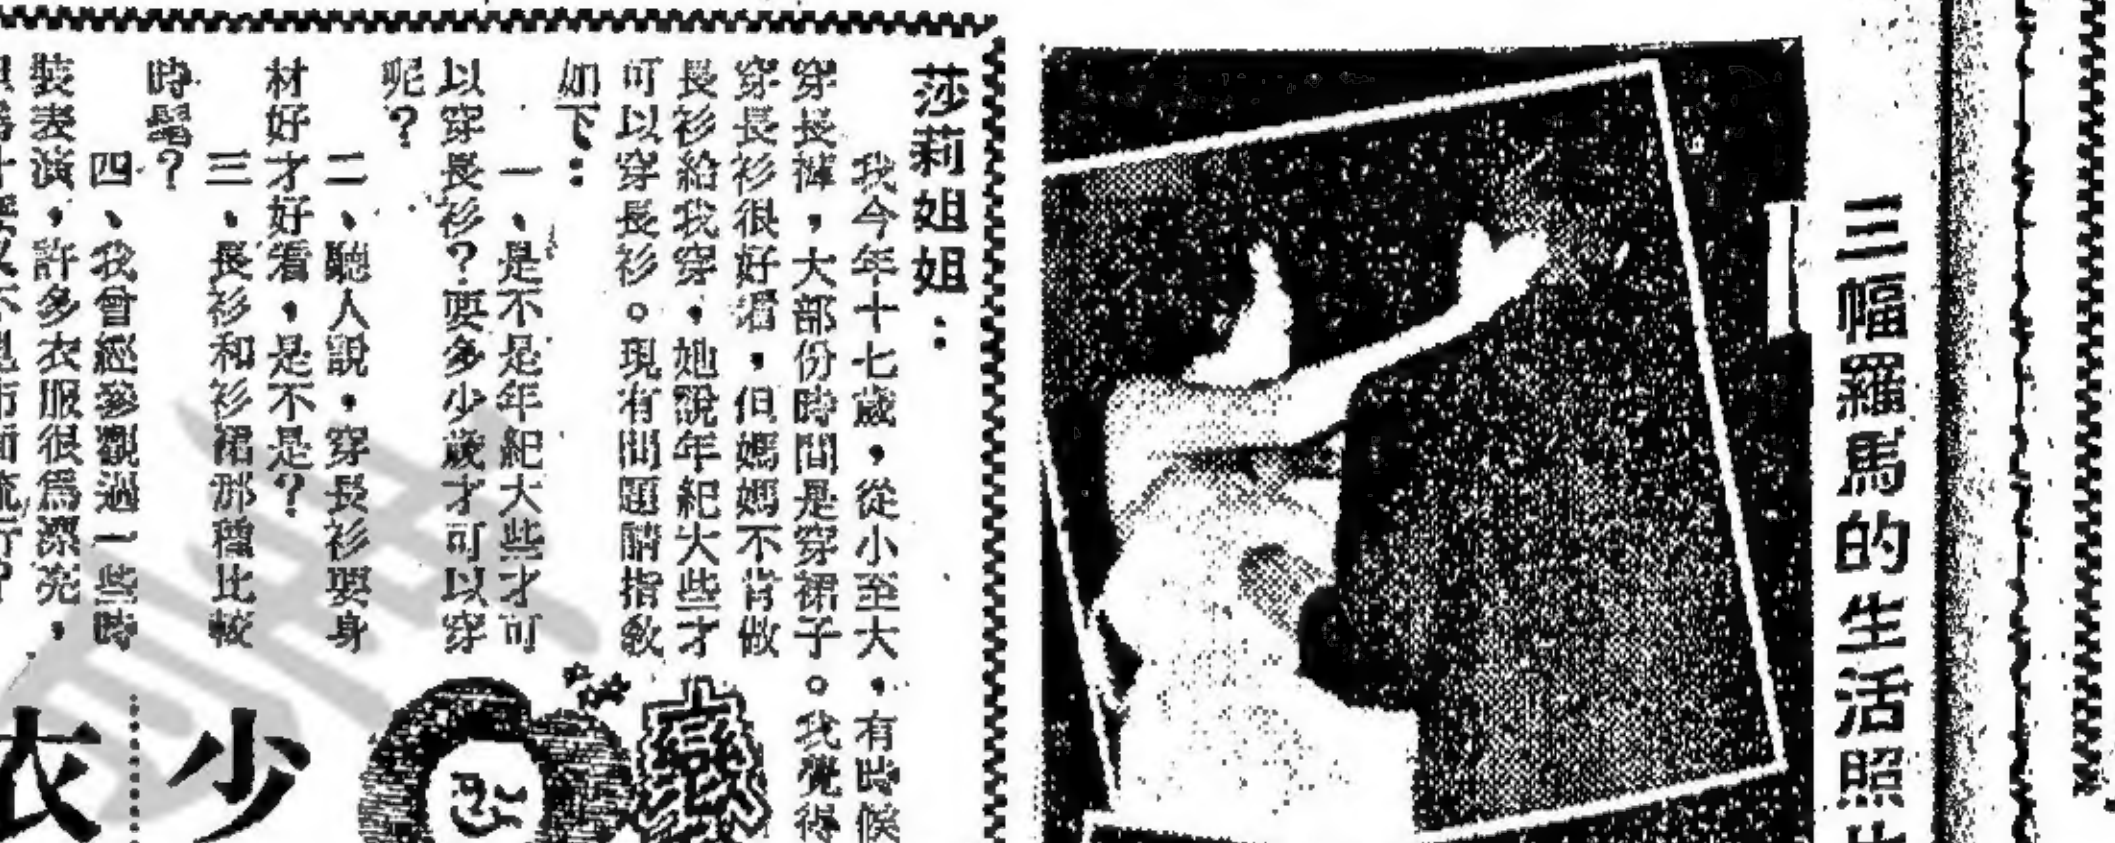 三幅羅馬的生活照片
莎莉姐姐：
我今年十七歲，從小至大，有時候
穿長褲，大部份時間是穿裙子。我覺得
穿長衫很好看，但媽媽不肯做
長衫給我穿，她說年紀大些才
可以穿長衫。現有問題請指教
如下：
一、是不是年紀大些才可
以穿長衫？要多少歲才可以穿
呢？
二、聽人說，穿長衫要身
材好才好看，是不是？
三、長衫和衫裙那種比較
時髦？
四、我曾經參觀過一些時
裝表演，許多衣服很爲漂亮，
少
衣